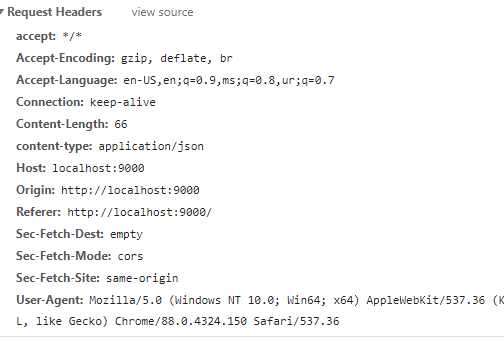 Request Headers view source
accept: */*
Accept-Encoding: gzip, deflate, br
Accept-Language: en-US,en;q=0.9,ms;q=0.8,ur;q=0.7
Connection: keep-alive
Content-Length: 66
content-type: application/json
Host: localhost:9000
Origin: http://localhost:9000
Referer: http://localhost:9000/
Sec-Fetch-Dest: empty
Sec-Fetch-Mode: cors
Sec-Fetch-Site: same-origin
User-Agent: Mozilla/5.0 (Windows NT 10.0; Win64; x64) AppleWebKit/537.36 (K
L, like Gecko) Chrome/88.0.4324.150 Safari/537.36